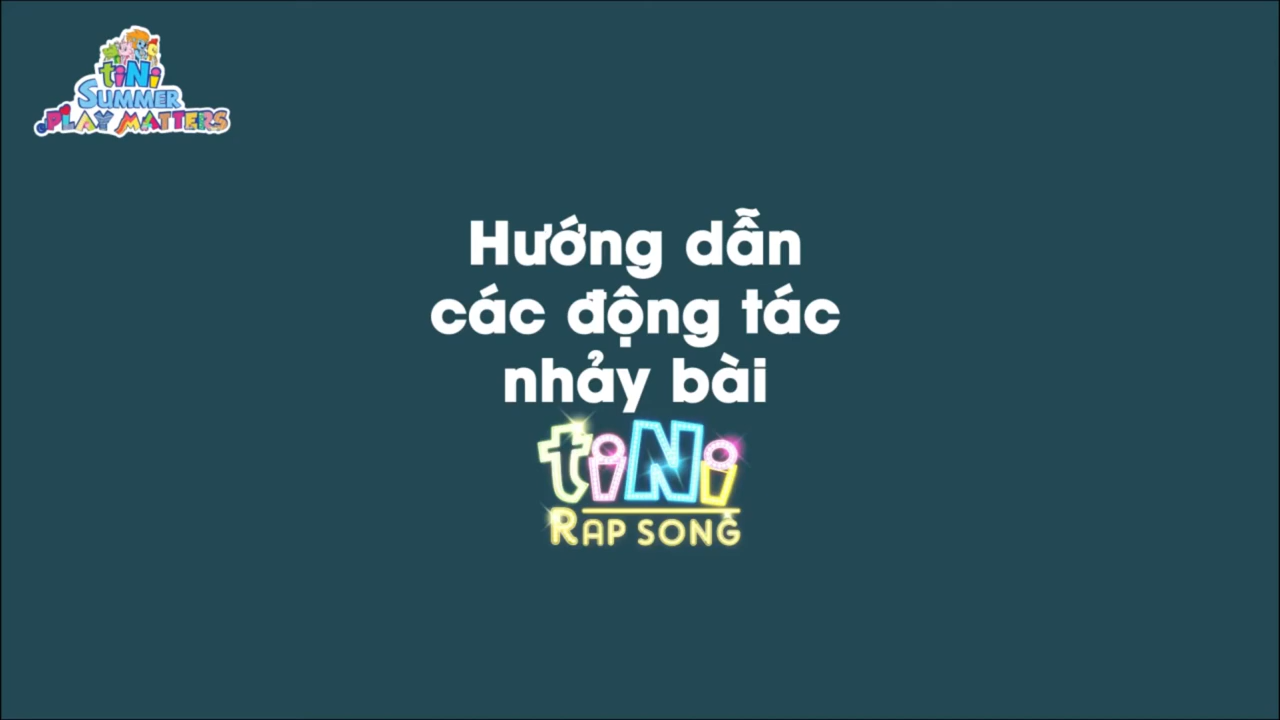 tiNi
SUMMER
PLAY MATTERS
Hướng dẫn
các động tác
nhảy bài
tiNi
RAP SONG